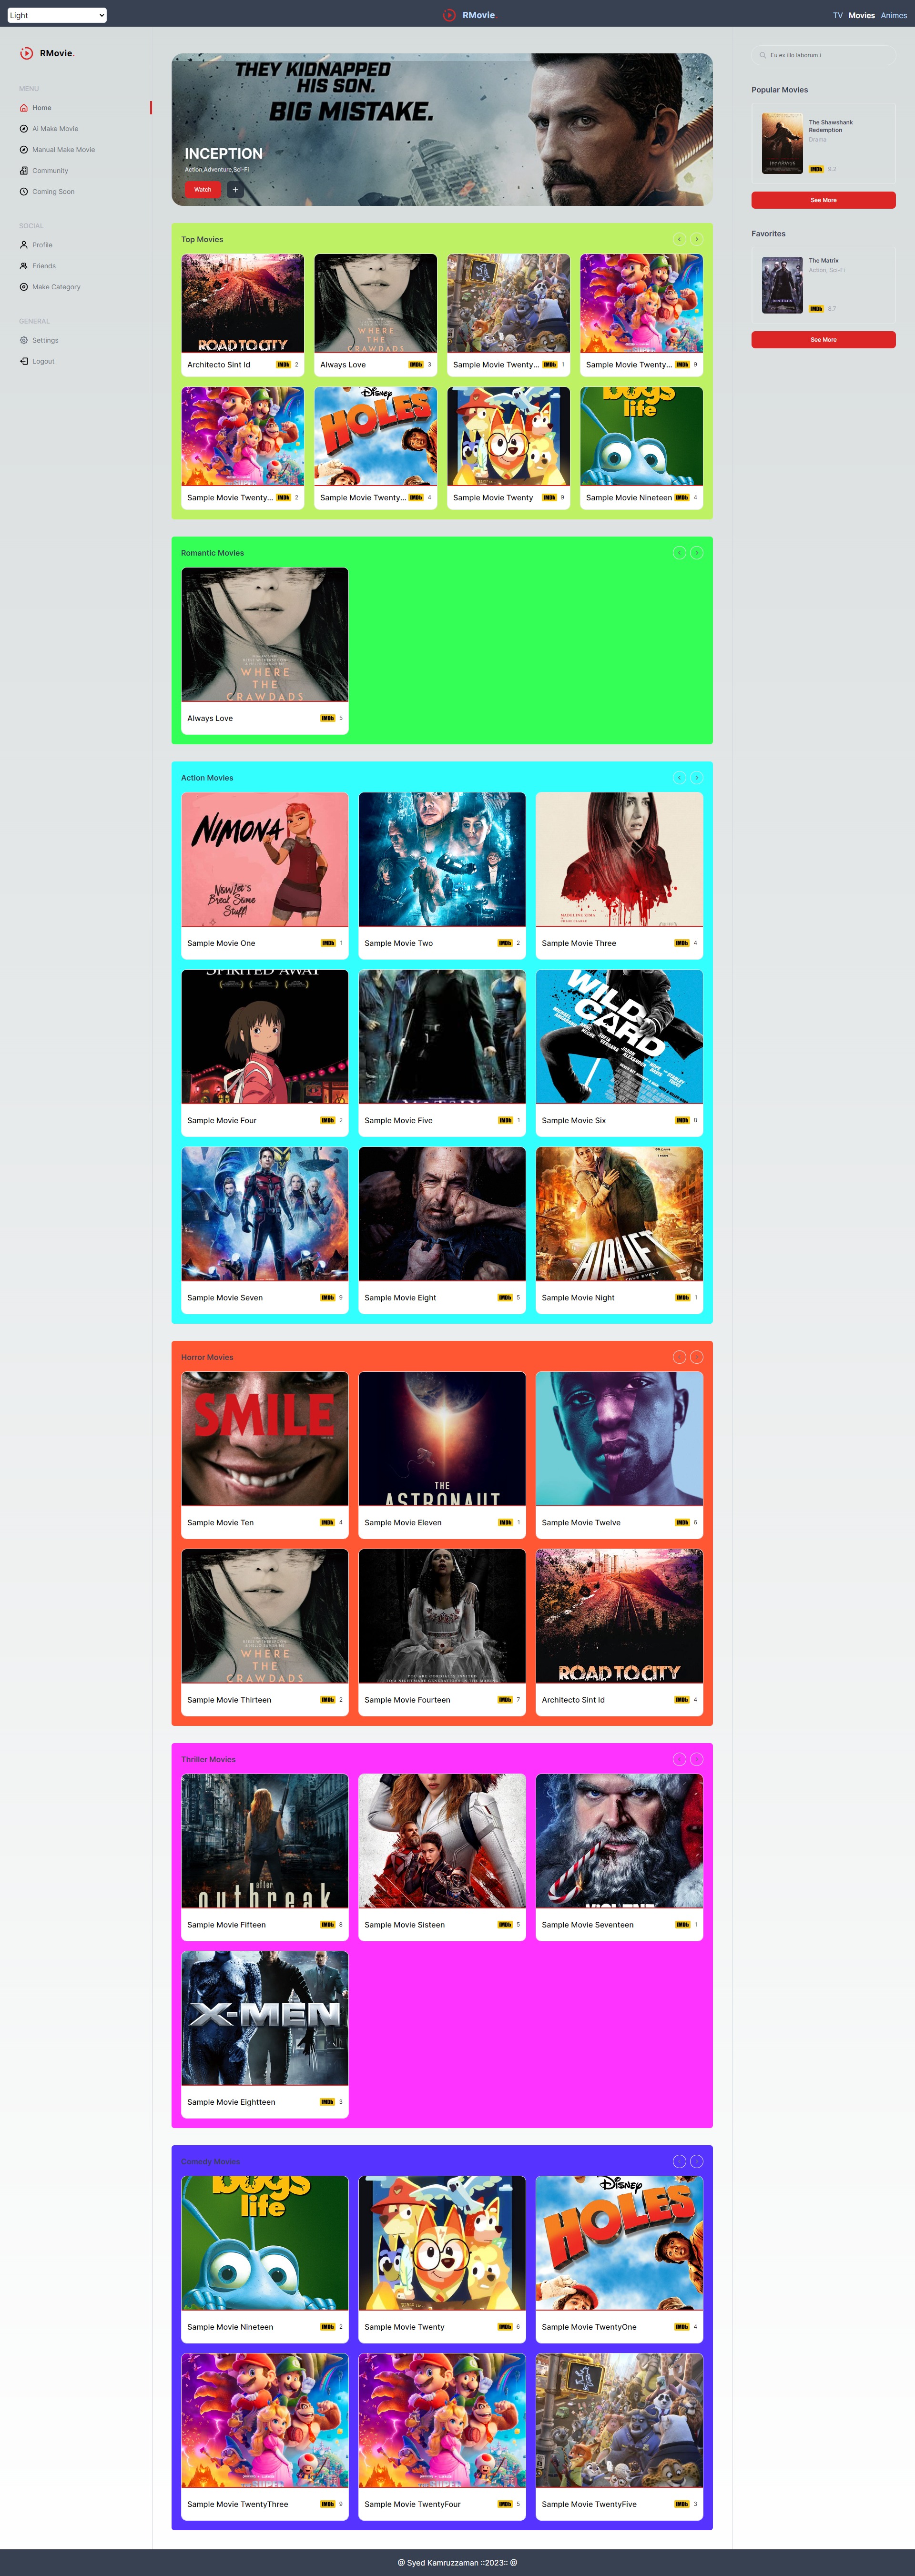 Light
RMovie.
TV Movies Animes
RMovie.
MENU
Home
Ai Make Movie
Manual Make Movie
Community
Coming Soon
SOCIAL
Profile
Friends
Make Category
GENERAL
Settings
Logout
THEY KIDNAPPED
HIS SON.
BIG MISTAKE.
INCEPTION
Action,Adventure,Sci-Fi
Watch
+
Eu ex illo laborum i
Popular Movies
The Shawshank
Redemption
Drama
IMDb 9.2
See More
Favorites
The Matrix
Action, Sci-Fi
IMDb 8.7
See More
Top Movies
ROAD TO CITY
Architecto Sint Id IMDb 2
WHERE
THE
CRAWDADS
Always Love IMDb 3
Sample Movie Twenty... IMDb 1
Sample Movie Twenty... IMDb 9
Sample Movie Twenty... IMDb 2
Disney
HOLES
Sample Movie Twenty... IMDb 4
Sample Movie Twenty IMDb 9
bugs
life
Sample Movie Nineteen IMDb 4
Romantic Movies
WHERE
THE
CRAWDADS
Always Love IMDb 5
Action Movies
NIMONA
Now Let's
Break Some
Stuff!
Sample Movie One IMDb 1
Sample Movie Two IMDb 2
Sample Movie Three IMDb 4
SPIRITED AWAY
Sample Movie Four IMDb 2
MATRIX
Sample Movie Five IMDb 1
WILD
CARD
Sample Movie Six IMDb 8
Sample Movie Seven IMDb 9
Sample Movie Eight IMDb 5
AIRLIFT
Sample Movie Night IMDb 1
Horror Movies
SMILE
Sample Movie Ten IMDb 4
THE
ASTRONAUT
Sample Movie Eleven IMDb 1
Sample Movie Twelve IMDb 6
WHERE
THE
CRAWDADS
Sample Movie Thirteen IMDb 2
Sample Movie Fourteen IMDb 7
ROAD TO CITY
Architecto Sint Id IMDb 4
Thriller Movies
after
outbreak
Sample Movie Fifteen IMDb 8
Sample Movie Sisteen IMDb 5
VIOLENT
Sample Movie Seventeen IMDb 1
X-MEN
Sample Movie Eightteen IMDb 3
Comedy Movies
bugs
life
Sample Movie Nineteen IMDb 2
Sample Movie Twenty IMDb 6
Disney
HOLES
Sample Movie TwentyOne IMDb 4
Sample Movie TwentyThree IMDb 9
Sample Movie TwentyFour IMDb 5
Sample Movie TwentyFive IMDb 3
@ Syed Kamruzzaman ::2023:: @